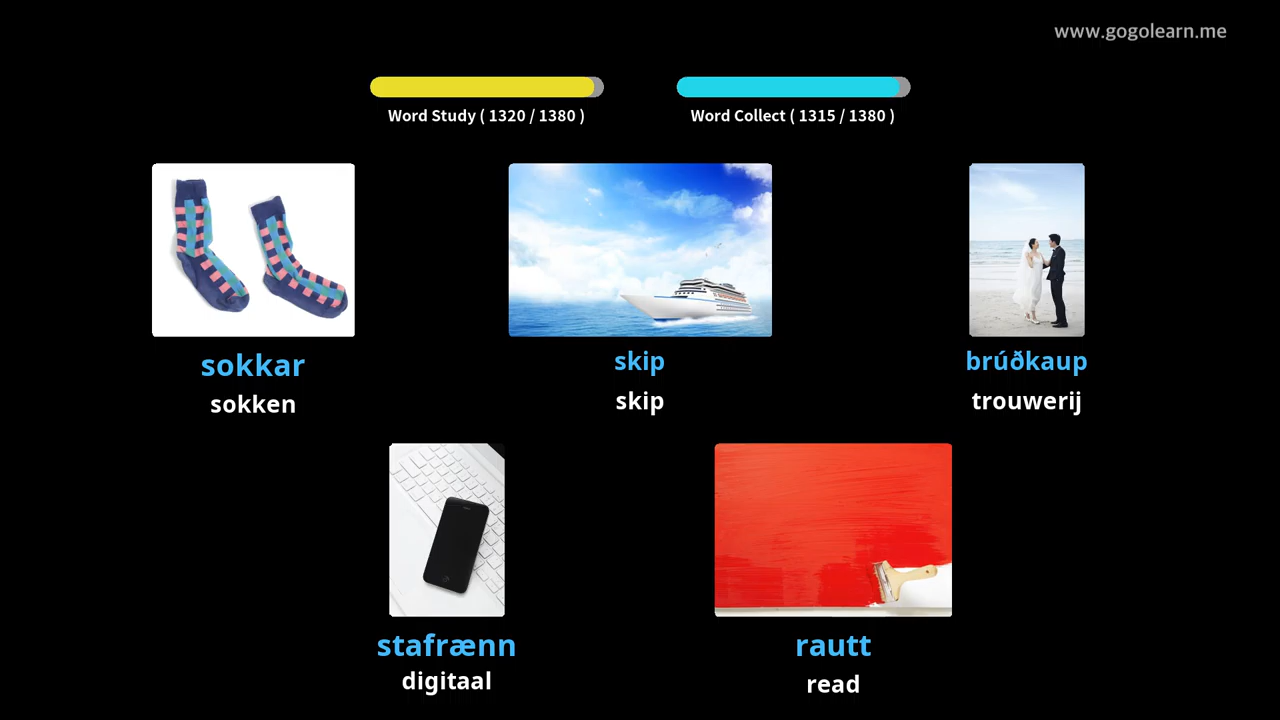 www.gogolearn.me
Word Study ( 1320 / 1380 )
Word Collect ( 1315 / 1380 )
sokkar
sokken
skip
skip
brúðkaup
trouwerij
stafrænn
digitaal
rautt
read